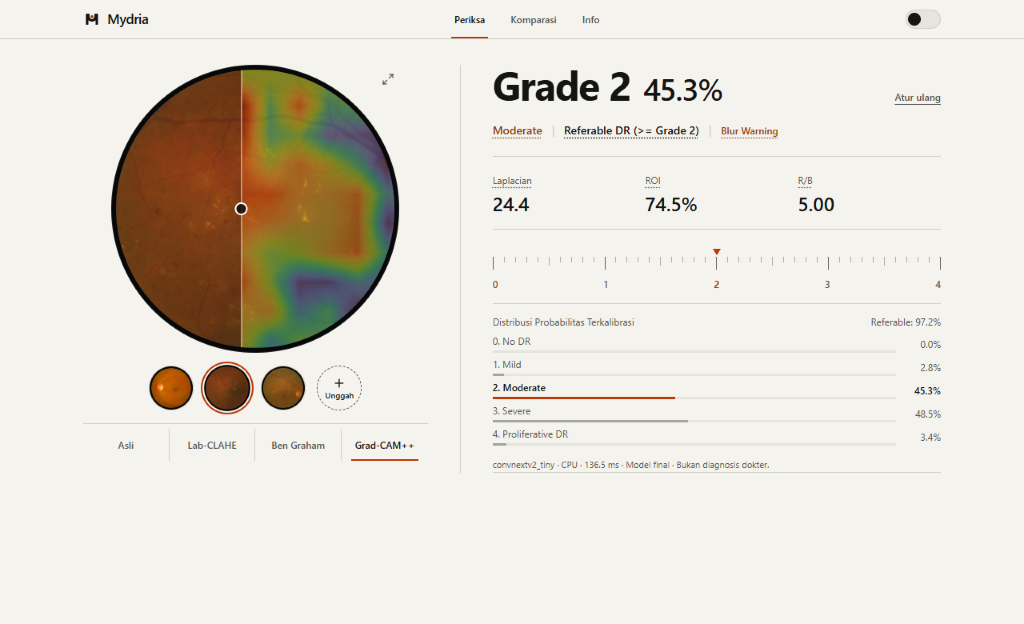 Mydria
Periksa Komparasi Info
Grade 2 45.3%
Atur ulang
Moderate Referable DR (>= Grade 2) Blur Warning
Laplacian ROI R/B
24.4 74.5% 5.00
0 1 2 3 4
Distribusi Probabilitas Terkalibrasi Referable: 97.2%
0. No DR 0.0%
1. Mild 2.8%
2. Moderate 45.3%
3. Severe 48.5%
4. Proliferative DR 3.4%
convnextv2_tiny · CPU · 136.5 ms · Model final · Bukan diagnosis dokter.
+
Unggah
Asli Lab-CLAHE Ben Graham Grad-CAM++